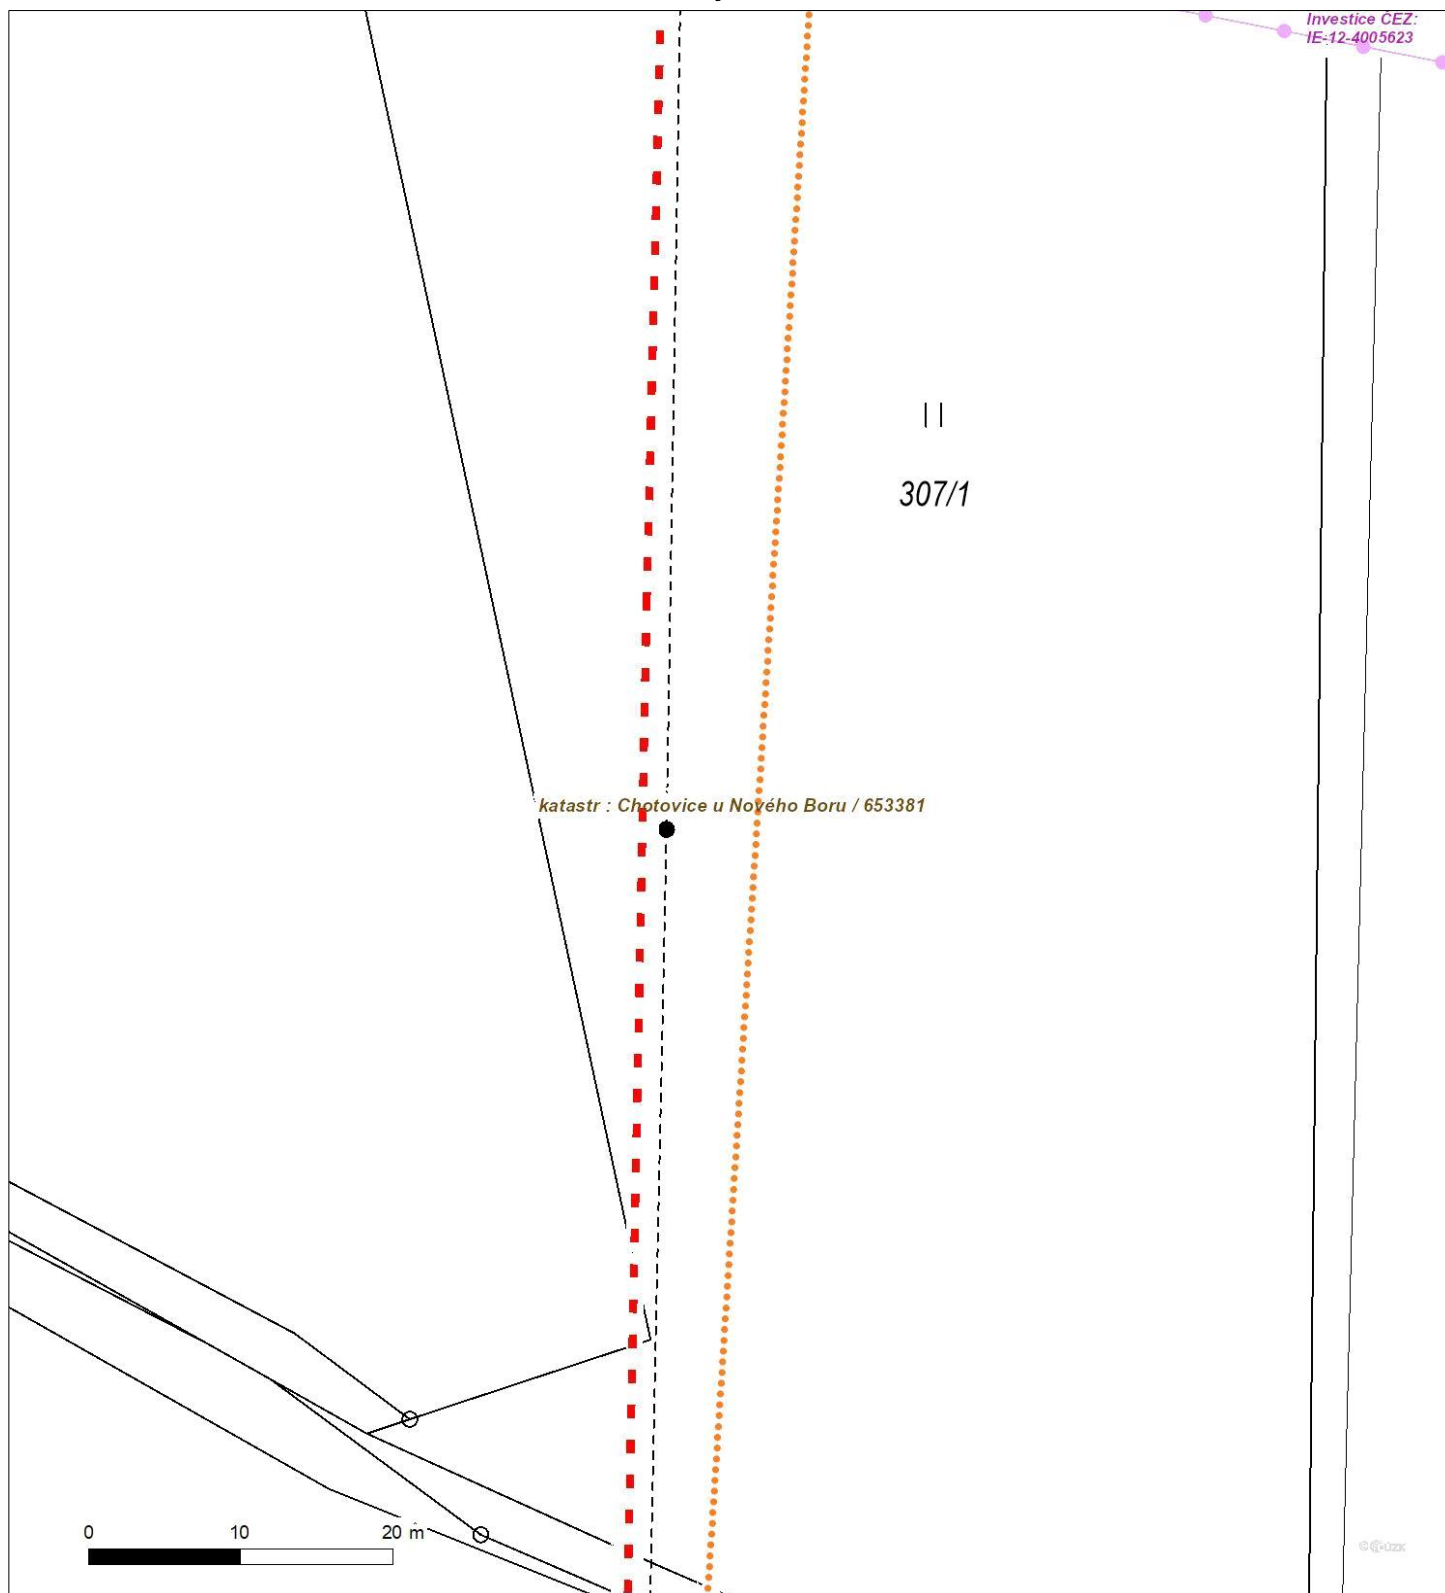 Investice ČEZ:
IE-12-4005623
307/1
katastr : Chotovice u Nového Boru / 653381
0 10 20 m